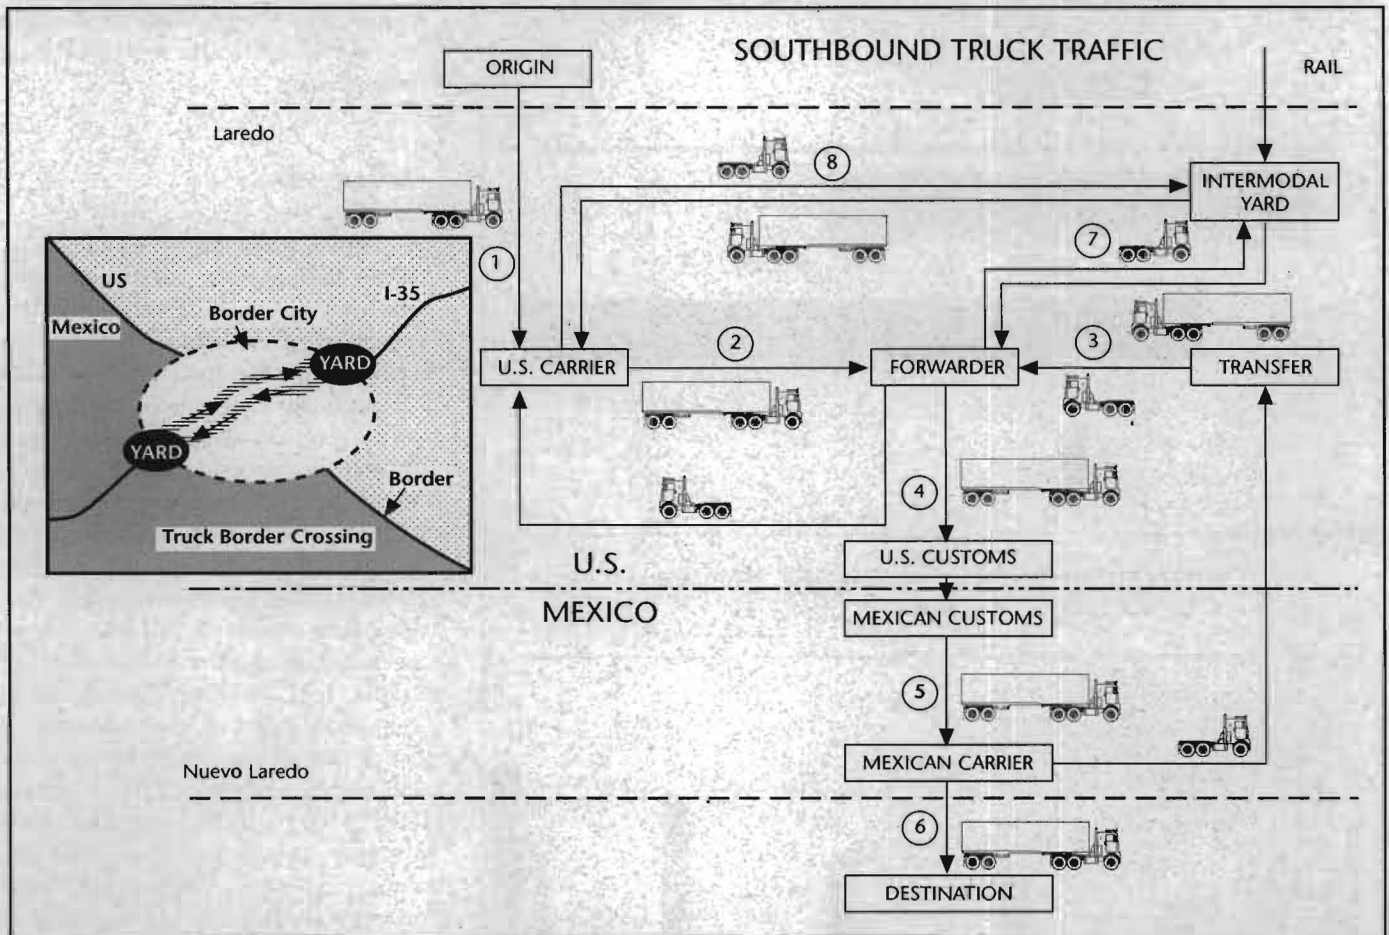 SOUTHBOUND TRUCK TRAFFIC
ORIGIN
RAIL
Laredo
8
INTERMODAL
YARD
7
1
US
I-35
Border City
Mexico
YARD
YARD
Border
Truck Border Crossing
U.S. CARRIER
2
FORWARDER
3
TRANSFER
4
U.S. CUSTOMS
U.S.
MEXICO
MEXICAN CUSTOMS
5
MEXICAN CARRIER
Nuevo Laredo
6
DESTINATION